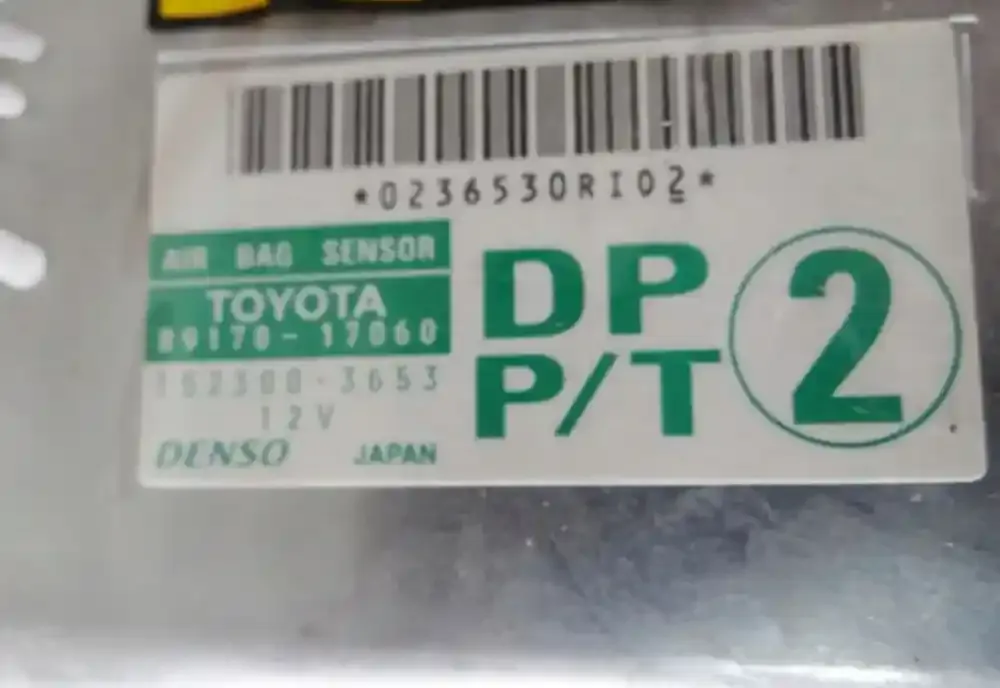 *0236530RI02*
AIR BAG SENSOR
TOYOTA
89170-17060
152300-3653
12V
DENSO JAPAN
DP
P/T
2